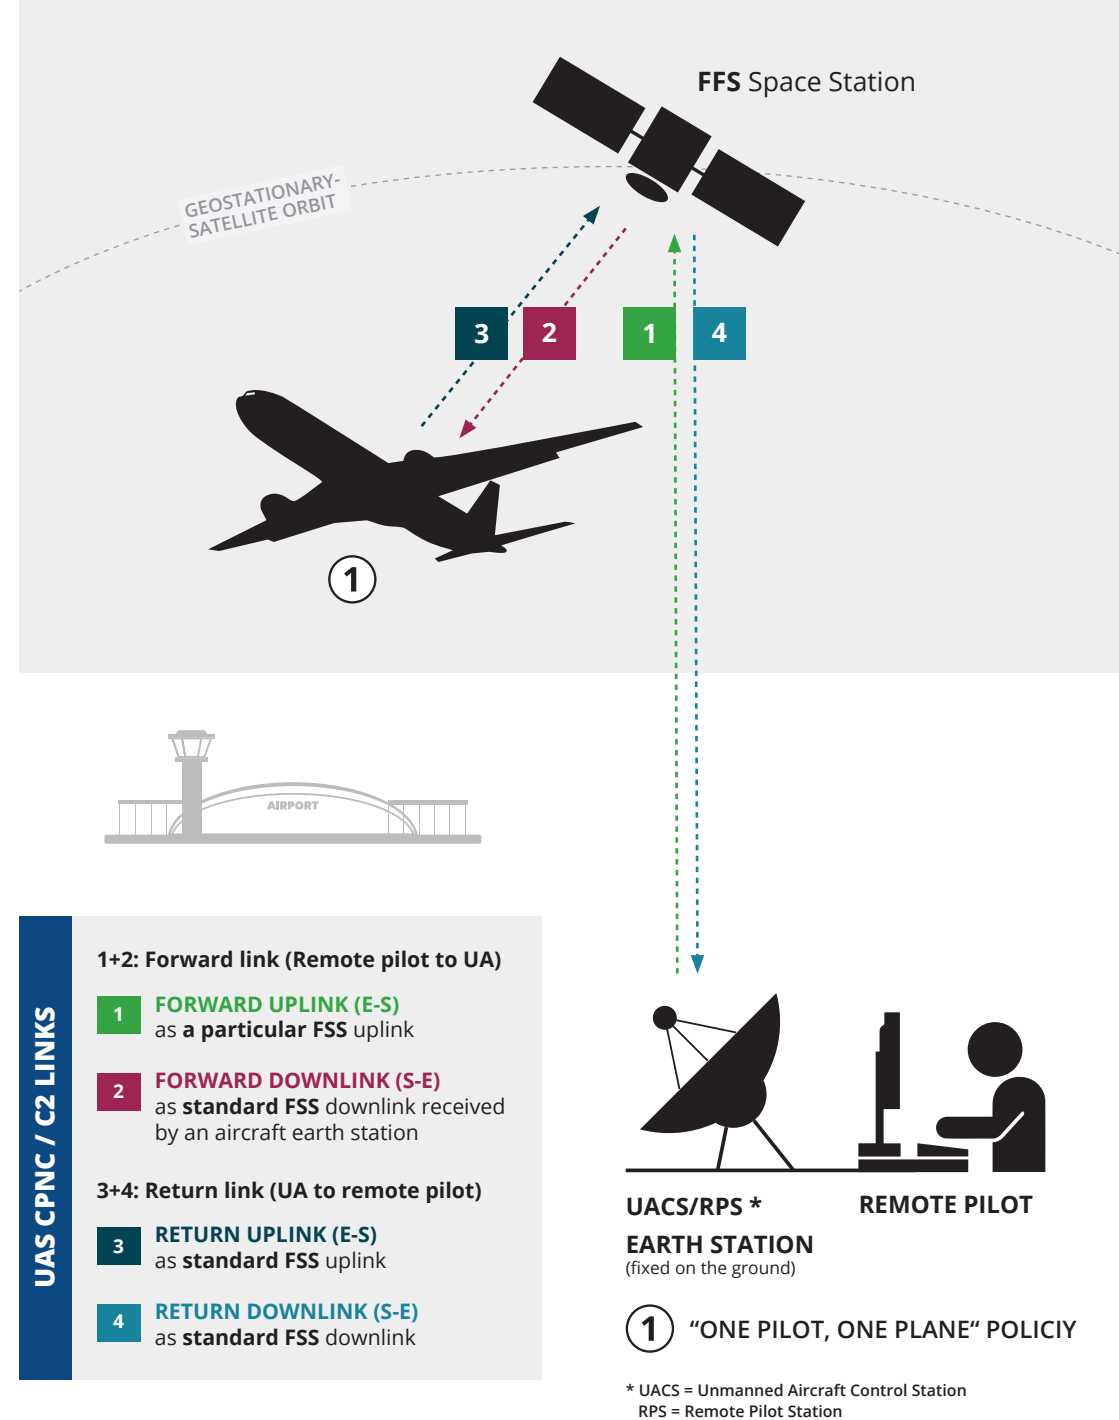 FFS Space Station
GEOSTATIONARY-
SATELLITE ORBIT
3
2
1
4
1
AIRPORT
UAS CPNC / C2 LINKS
1+2: Forward link (Remote pilot to UA)
1
FORWARD UPLINK (E-S)
as a particular FSS uplink
2
FORWARD DOWNLINK (S-E)
as standard FSS downlink received
by an aircraft earth station
3+4: Return link (UA to remote pilot)
3
RETURN UPLINK (E-S)
as standard FSS uplink
4
RETURN DOWNLINK (S-E)
as standard FSS downlink
UACS/RPS *
EARTH STATION
(fixed on the ground)
REMOTE PILOT
1 “ONE PILOT, ONE PLANE“ POLICIY
* UACS = Unmanned Aircraft Control Station
RPS = Remote Pilot Station